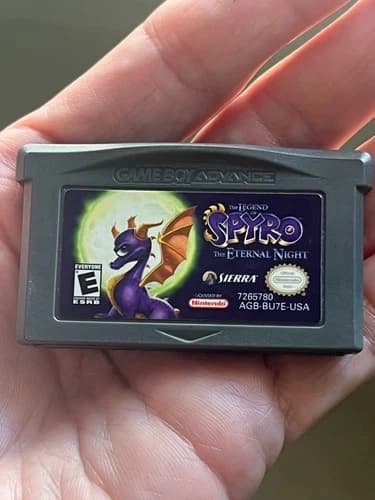 GAME BOY ADVANCE
THE LEGEND
OF
SPYRO
THE ETERNAL NIGHT
SIERRA
EVERYONE
E
ESRB
LICENSED BY
Nintendo
Nintendo
7265780
AGB-BU7E-USA